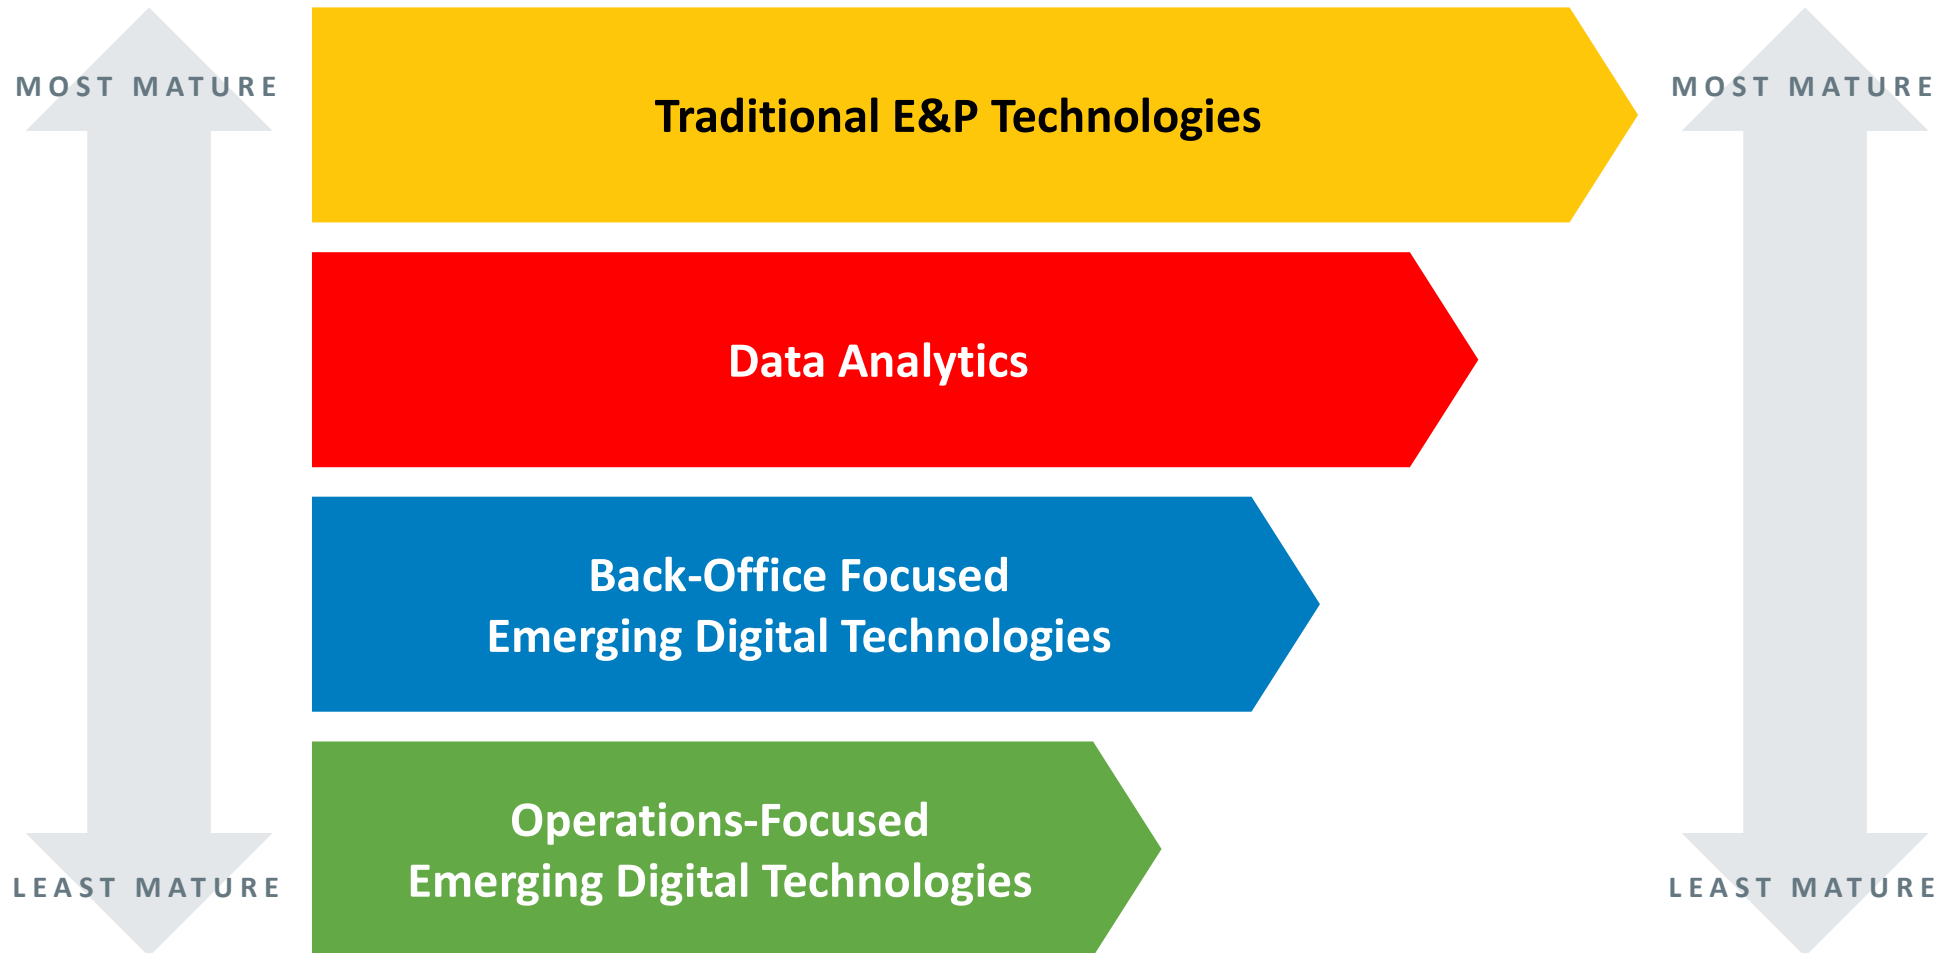 MOST MATURE
MOST MATURE
Traditional E&P Technologies
Data Analytics
Back-Office Focused
Emerging Digital Technologies
Operations-Focused
Emerging Digital Technologies
LEAST MATURE
LEAST MATURE